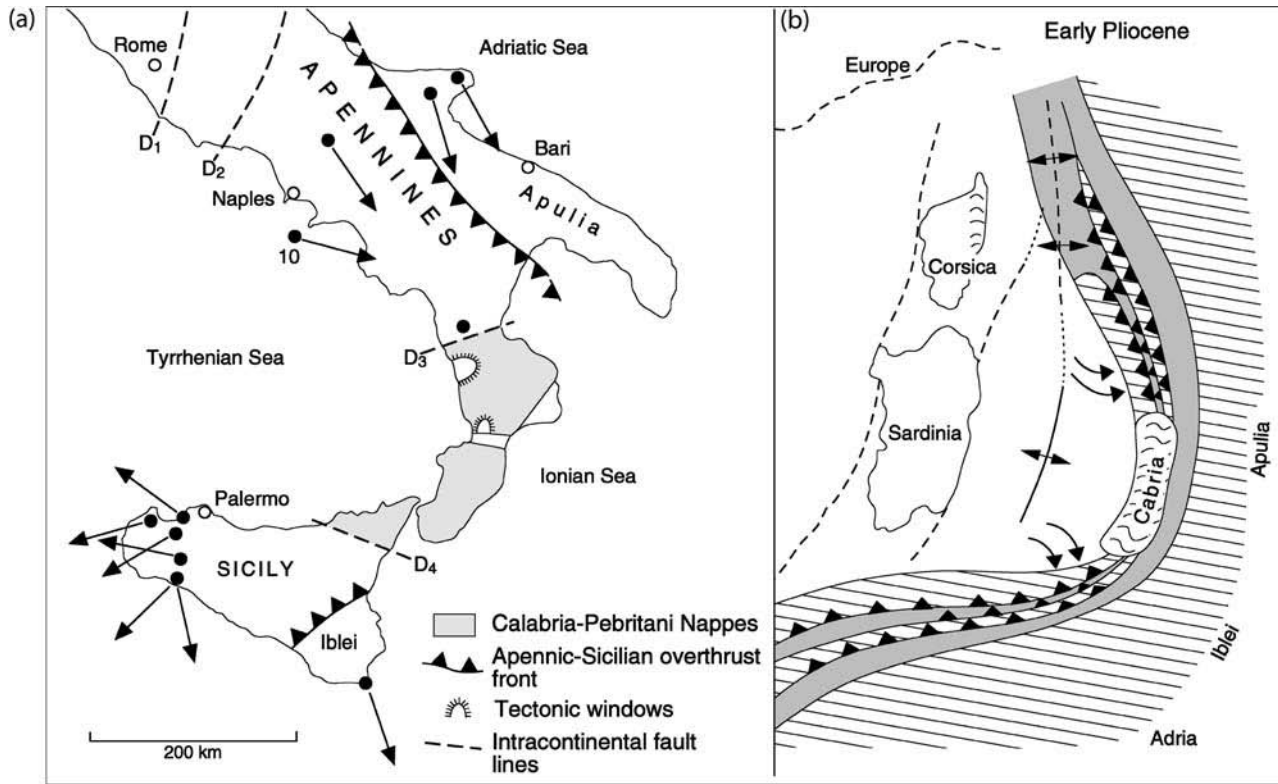 (a)
Rome
Adriatic Sea
APENNINES
D1
D2
Bari
Naples
Apulia
10
Tyrrhenian Sea
D3
Ionian Sea
Palermo
SICILY
D4
Iblei
Calabria-Pebritani Nappes
Apennic-Sicilian overthrust
front
Tectonic windows
Intracontinental fault
lines
200 km
(b)
Early Pliocene
Europe
Corsica
Sardinia
Cabria
Apulia
Iblei
Adria